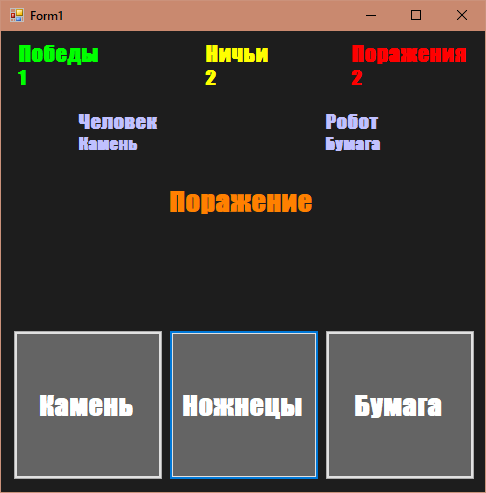 Form1
Победы Ничьи Поражения
1 2 2
Человек Робот
Камень Бумага
Поражение
Камень Ножнецы Бумага